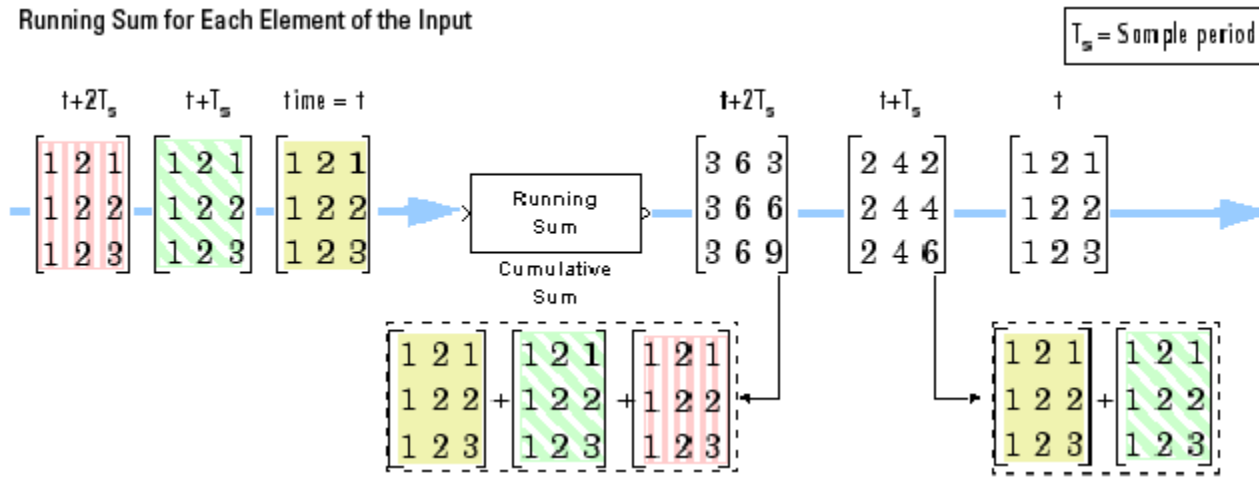 Running Sum for Each Element of the Input
Tₛ = Sample period
t+2Tₛ t+Tₛ time = t t+2Tₛ t+Tₛ t
1 2 1 1 2 1 1 2 1 3 6 3 2 4 2 1 2 1
1 2 2 1 2 2 1 2 2 Running 3 6 6 2 4 4 1 2 2
Sum
1 2 3 1 2 3 1 2 3 3 6 9 2 4 6 1 2 3
Cumulative
Sum
1 2 1 1 2 1 1 2 1 1 2 1 1 2 1
1 2 2 + 1 2 2 + 1 2 2 1 2 2 + 1 2 2
1 2 3 1 2 3 1 2 3 1 2 3 1 2 3